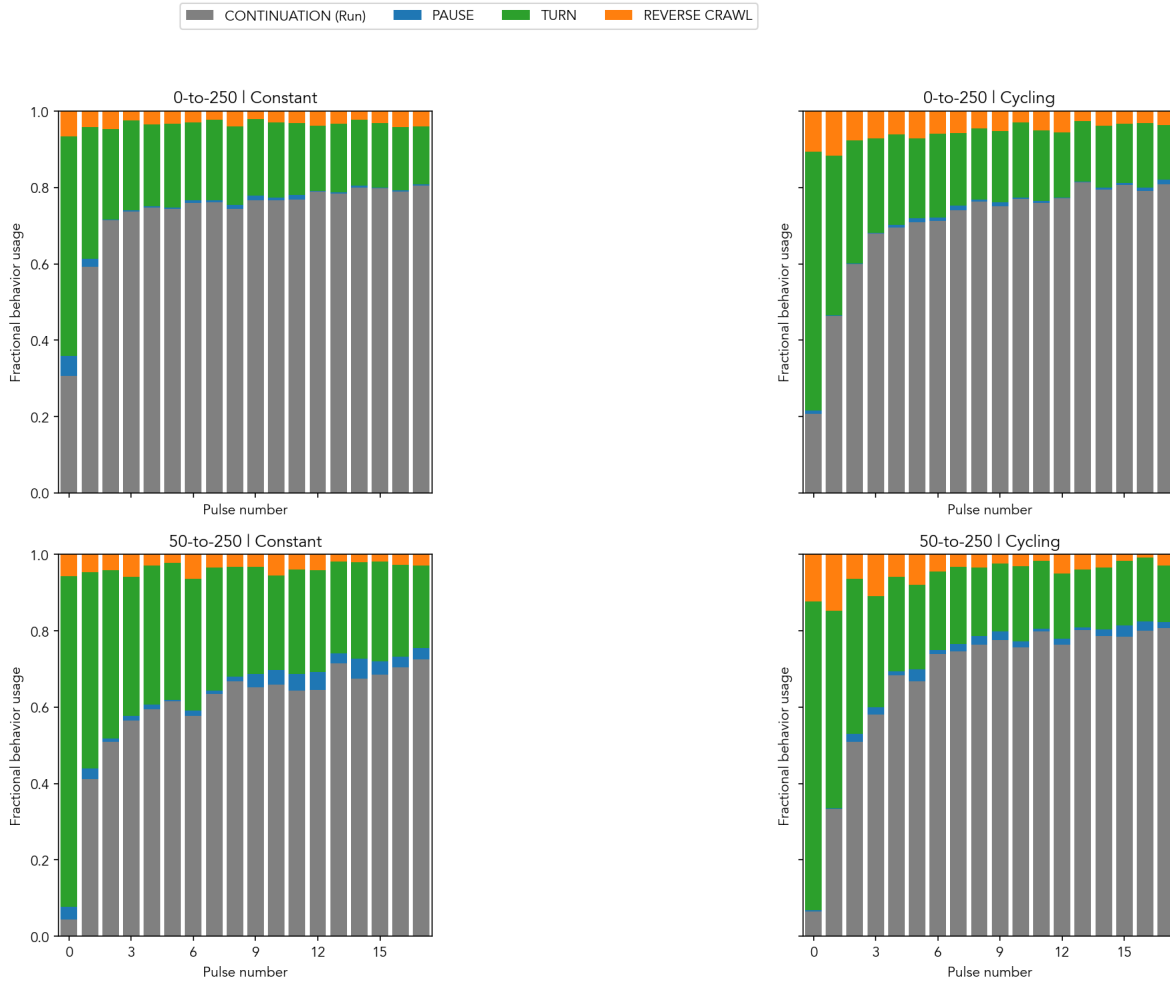 CONTINUATION (Run) PAUSE TURN REVERSE CRAWL
0-to-250 | Constant
1.0
0.8
0.6
0.4
0.2
0.0
Fractional behavior usage
Pulse number
0-to-250 | Cycling
Fractional behavior usage
Pulse number
50-to-250 | Constant
1.0
0.8
0.6
0.4
0.2
0.0
Fractional behavior usage
0 3 6 9 12 15
Pulse number
50-to-250 | Cycling
Fractional behavior usage
0 3 6 9 12 15
Pulse number